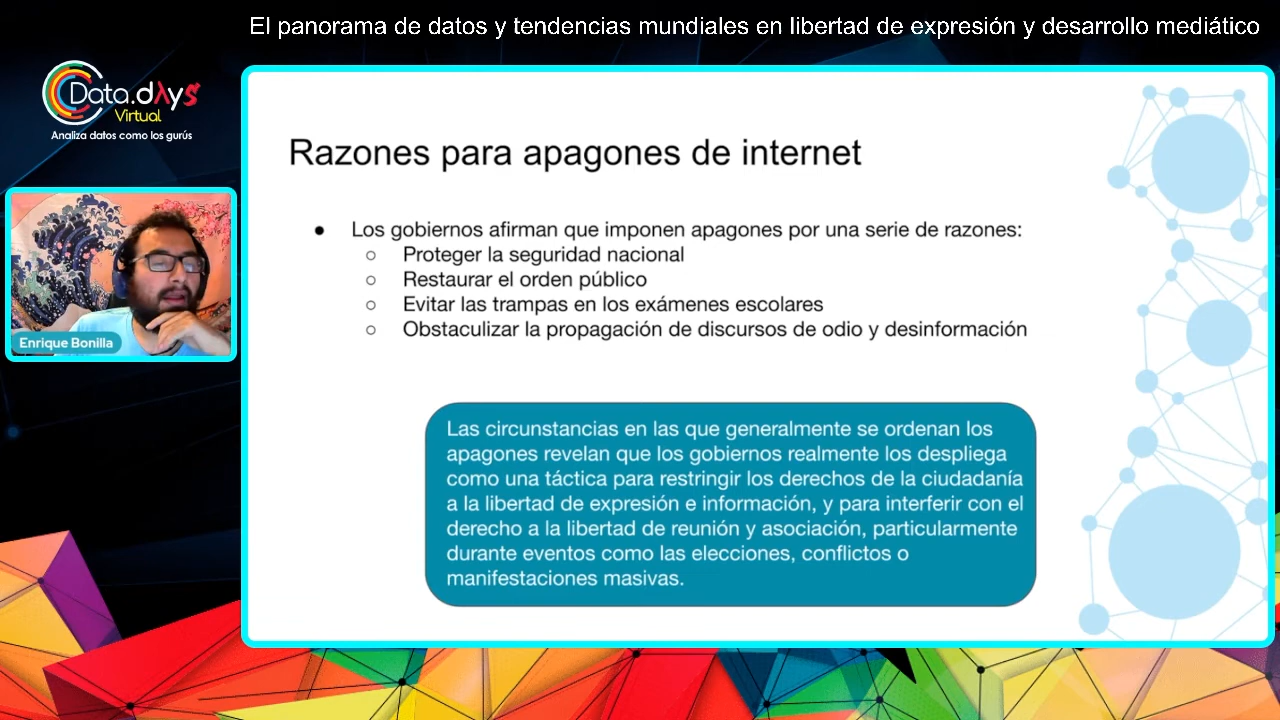 El panorama de datos y tendencias mundiales en libertad de expresión y desarrollo mediático
Data.dAys
Virtual
Analiza datos como los gurús
Enrique Bonilla
Razones para apagones de internet
● Los gobiernos afirman que imponen apagones por una serie de razones:
○ Proteger la seguridad nacional
○ Restaurar el orden público
○ Evitar las trampas en los exámenes escolares
○ Obstaculizar la propagación de discursos de odio y desinformación
Las circunstancias en las que generalmente se ordenan los
apagones revelan que los gobiernos realmente los despliega
como una táctica para restringir los derechos de la ciudadanía
a la libertad de expresión e información, y para interferir con el
derecho a la libertad de reunión y asociación, particularmente
durante eventos como las elecciones, conflictos o
manifestaciones masivas.